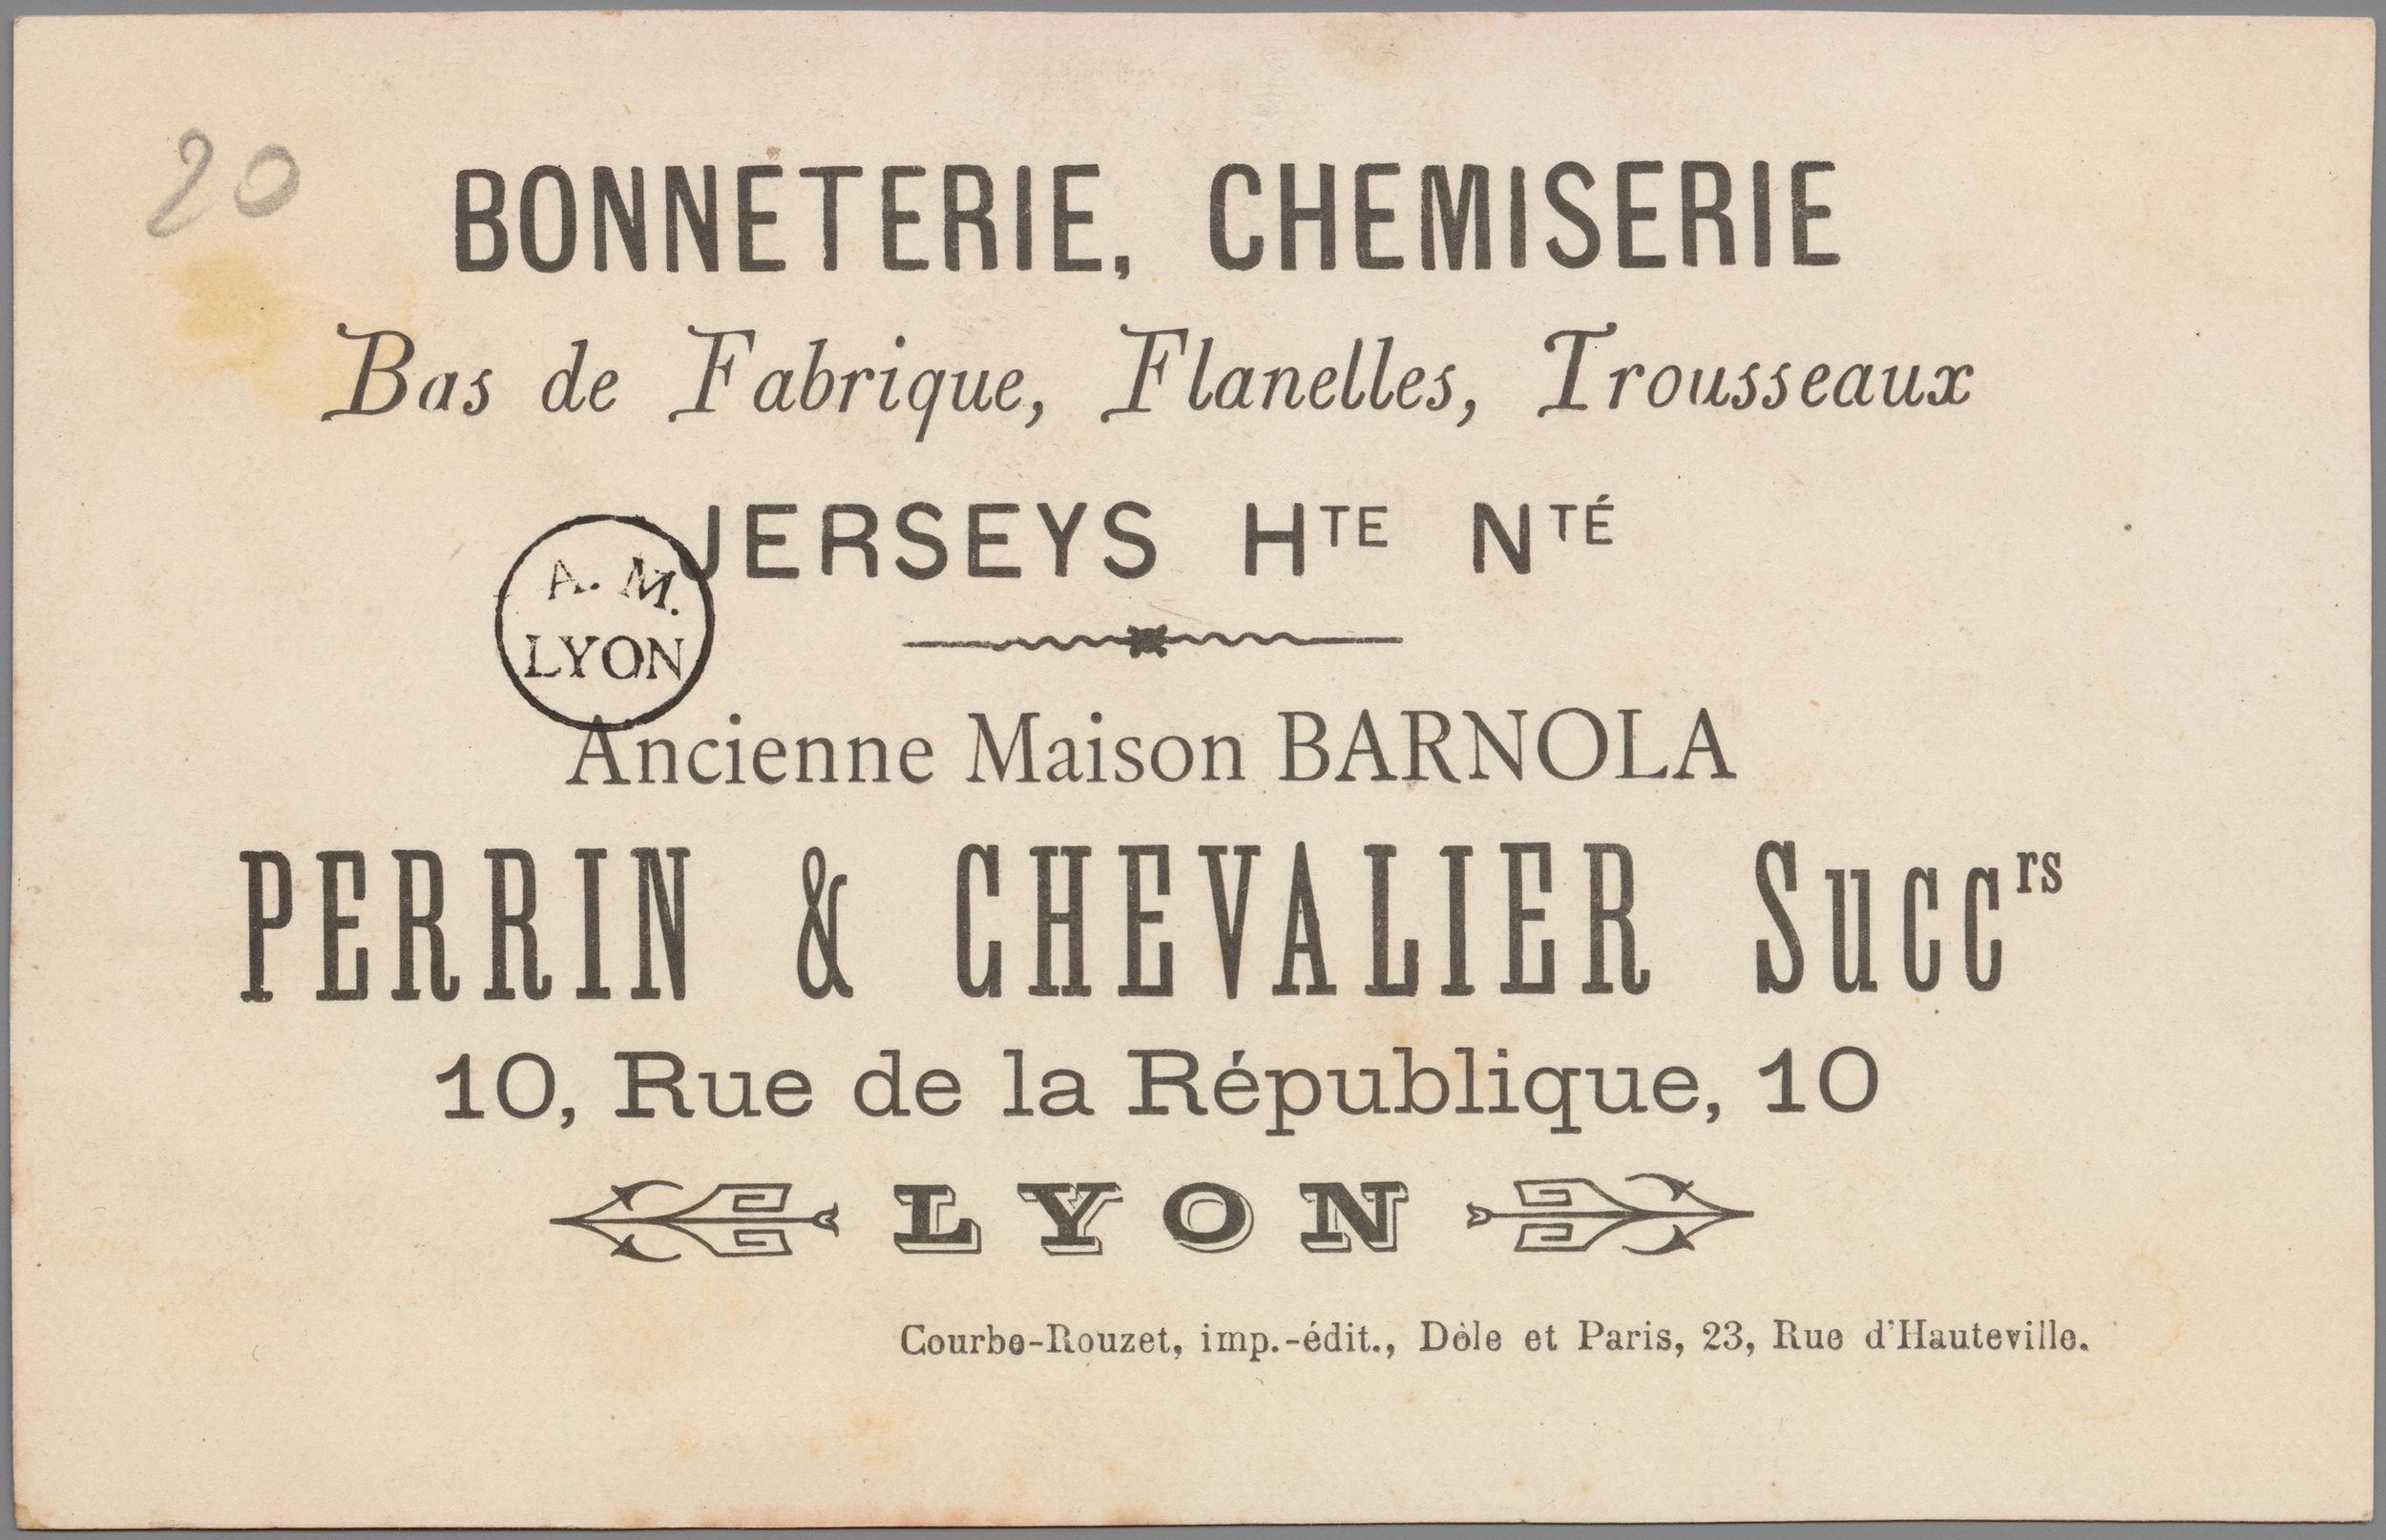 20
BONNETERIE, CHEMISERIE
Bas de Fabrique, Flanelles, Trousseaux
JERSEYS Hᵀᴱ Nᵀᴱ́
A. M.
LYON
Ancienne Maison BARNOLA
PERRIN & CHEVALIER Succʳˢ
10, Rue de la République, 10
LYON
Courbe-Rouzet, imp.-édit., Dôle et Paris, 23, Rue d'Hauteville.